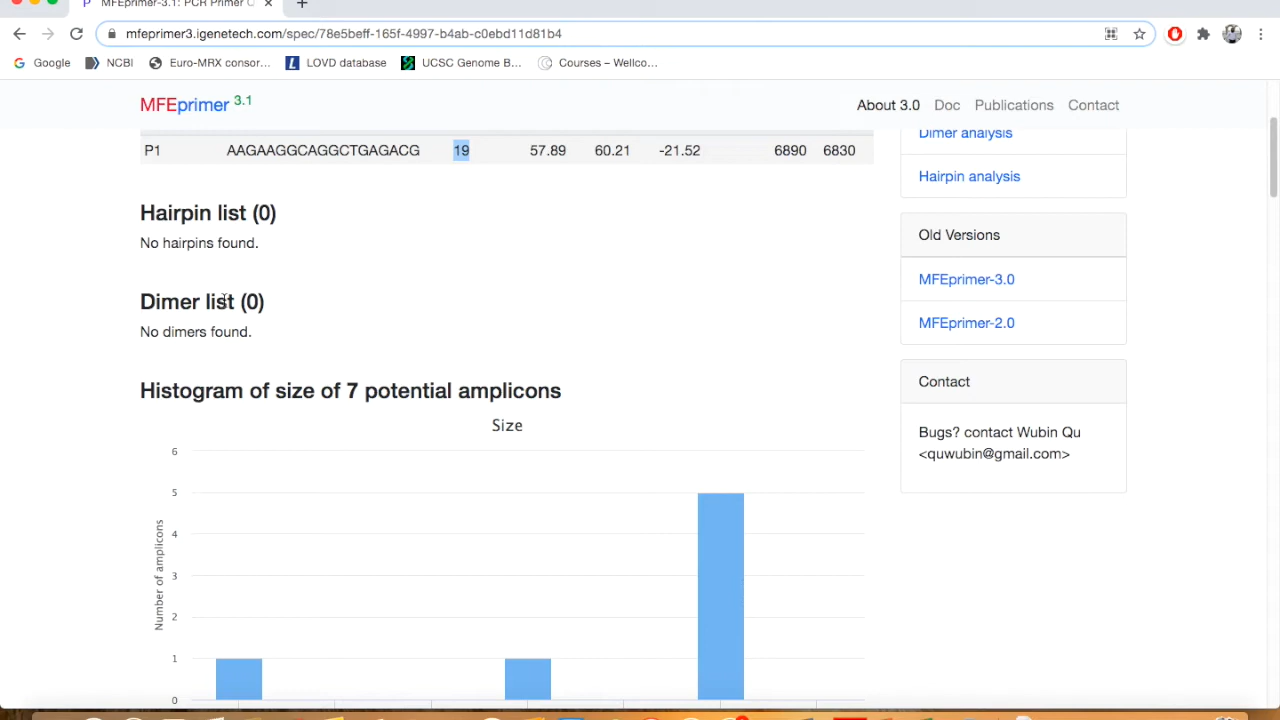 MFEprimer-3.1: PCR Primer
mfeprimer3.igenetech.com/spec/78e5beff-165f-4997-b4ab-c0ebd11d81b4
Google NCBI Euro-MRX consor... LOVD database UCSC Genome B... Courses – Wellco...
MFEprimer 3.1 About 3.0 Doc Publications Contact
Dimer analysis
P1 AAGAAGGCAGGCTGAGACG 19 57.89 60.21 -21.52 6890 6830
Hairpin analysis
Hairpin list (0)
No hairpins found.
Old Versions
MFEprimer-3.0
MFEprimer-2.0
Dimer list (0)
No dimers found.
Contact
Bugs? contact Wubin Qu
<quwubin@gmail.com>
Histogram of size of 7 potential amplicons
Size
Number of amplicons
6
5
4
3
2
1
0